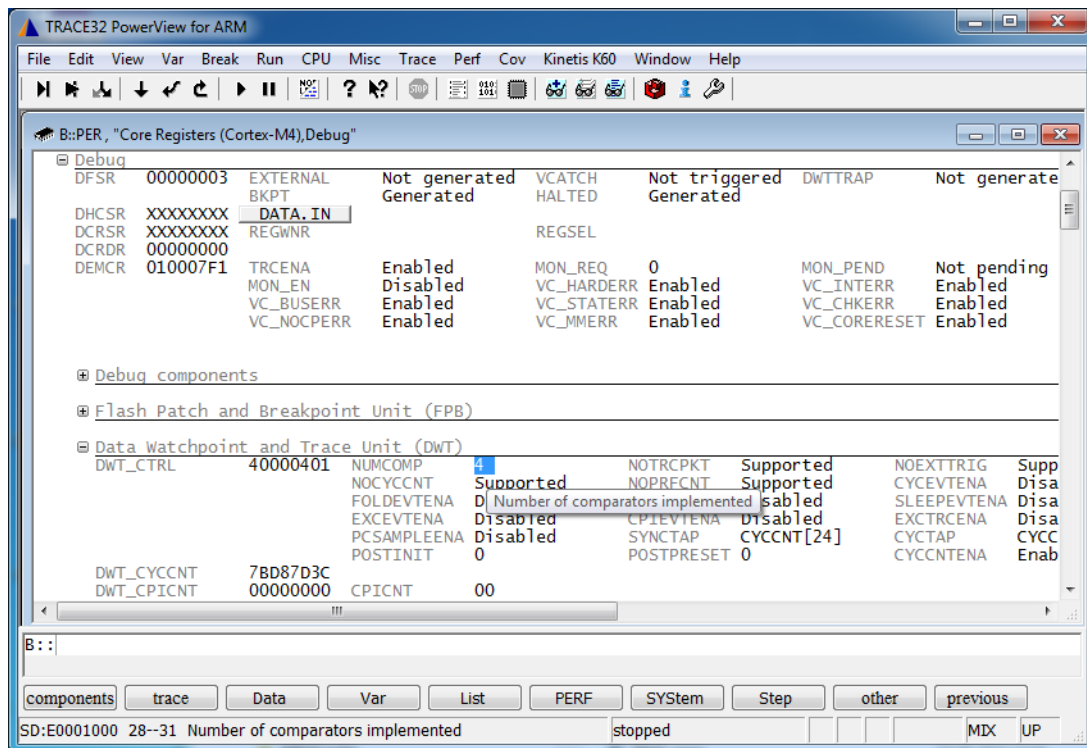 TRACE32 PowerView for ARM
File Edit View Var Break Run CPU Misc Trace Perf Cov Kinetis K60 Window Help
B::PER , "Core Registers (Cortex-M4),Debug"
Debug
DFSR 00000003 EXTERNAL Not generated VCATCH Not triggered DWTTRAP Not generate
BKPT Generated HALTED Generated
DHCSR XXXXXXXX DATA.IN
DCRSR XXXXXXXX REGWNR REGSEL
DCRDR 00000000
DEMCR 010007F1 TRCENA Enabled MON_REQ 0 MON_PEND Not pending
MON_EN Disabled VC_HARDERR Enabled VC_INTERR Enabled
VC_BUSERR Enabled VC_STATERR Enabled VC_CHKERR Enabled
VC_NOCPERR Enabled VC_MMERR Enabled VC_CORERESET Enabled
Debug components
Flash Patch and Breakpoint Unit (FPB)
Data Watchpoint and Trace Unit (DWT)
DWT_CTRL 40000401 NUMCOMP 4 NOTRCPKT Supported NOEXTTRIG Supp
NOCYCCNT Supported NOPRFCNT Supported CYCEVTENA Disa
FOLDEVTENA D Number of comparators implemented sabled SLEEPEVTENA Disa
EXCEVTENA Disabled CPIEVTENA Disabled EXCTRCENA Disa
PCSAMPLEENA Disabled SYNCTAP CYCCNT[24] CYCTAP CYCC
POSTINIT 0 POSTPRESET 0 CYCCNTENA Enab
DWT_CYCCNT 7BD87D3C
DWT_CPICNT 00000000 CPICNT 00
B::
components trace Data Var List PERF SYStem Step other previous
SD:E0001000 28--31 Number of comparators implemented stopped MIX UP